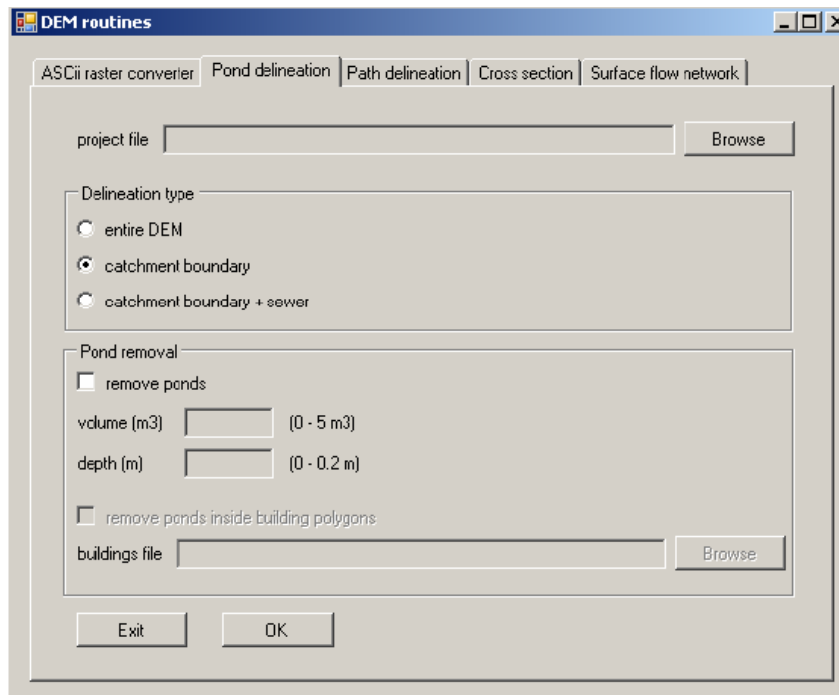 DEM routines
ASCii raster converter Pond delineation Path delineation Cross section Surface flow network
project file Browse
Delineation type
entire DEM
catchment boundary
catchment boundary + sewer
Pond removal
remove ponds
volume (m3) (0 - 5 m3)
depth (m) (0 - 0.2 m)
remove ponds inside building polygons
buildings file Browse
Exit OK